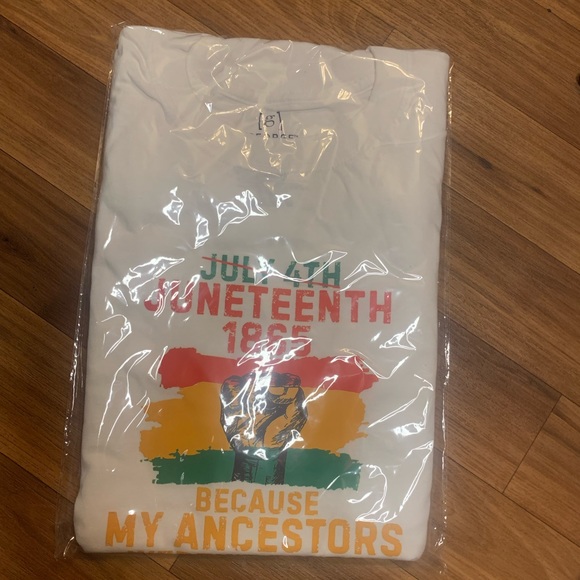 [g]
JULY 4TH
JUNETEENTH
1865
BECAUSE
MY ANCESTORS